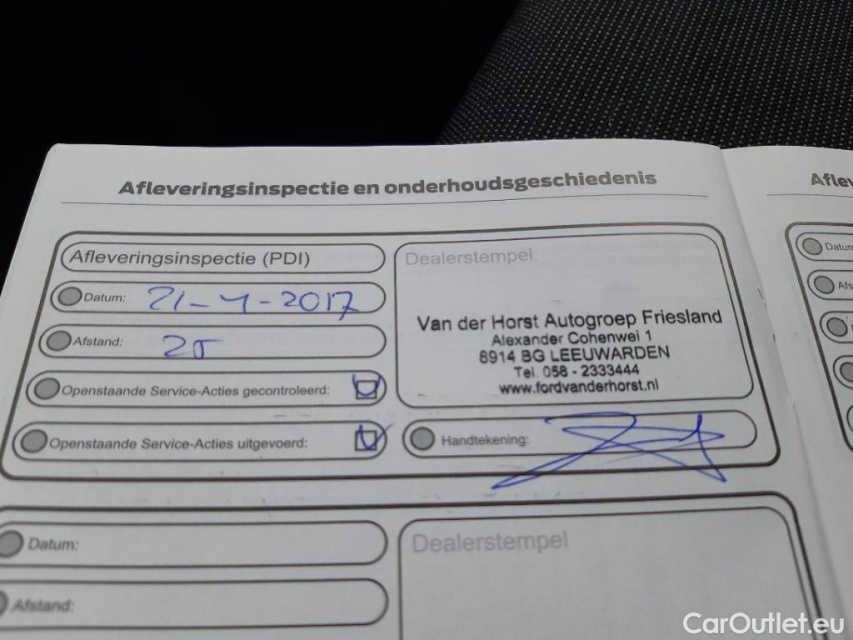 Afleveringsinspectie en onderhoudsgeschiedenis
Afleveringsinspectie (PDI)
Datum: 21-4-2017
Afstand: 25
Openstaande Service-Acties gecontroleerd:
Openstaande Service-Acties uitgevoerd:
Dealerstempel
Van der Horst Autogroep Friesland
Alexander Cohenwei 1
8914 BG LEEUWARDEN
Tel. 058 - 2333444
www.fordvanderhorst.nl
Handtekening:
Datum:
Afstand:
Dealerstempel
CarOutlet.eu